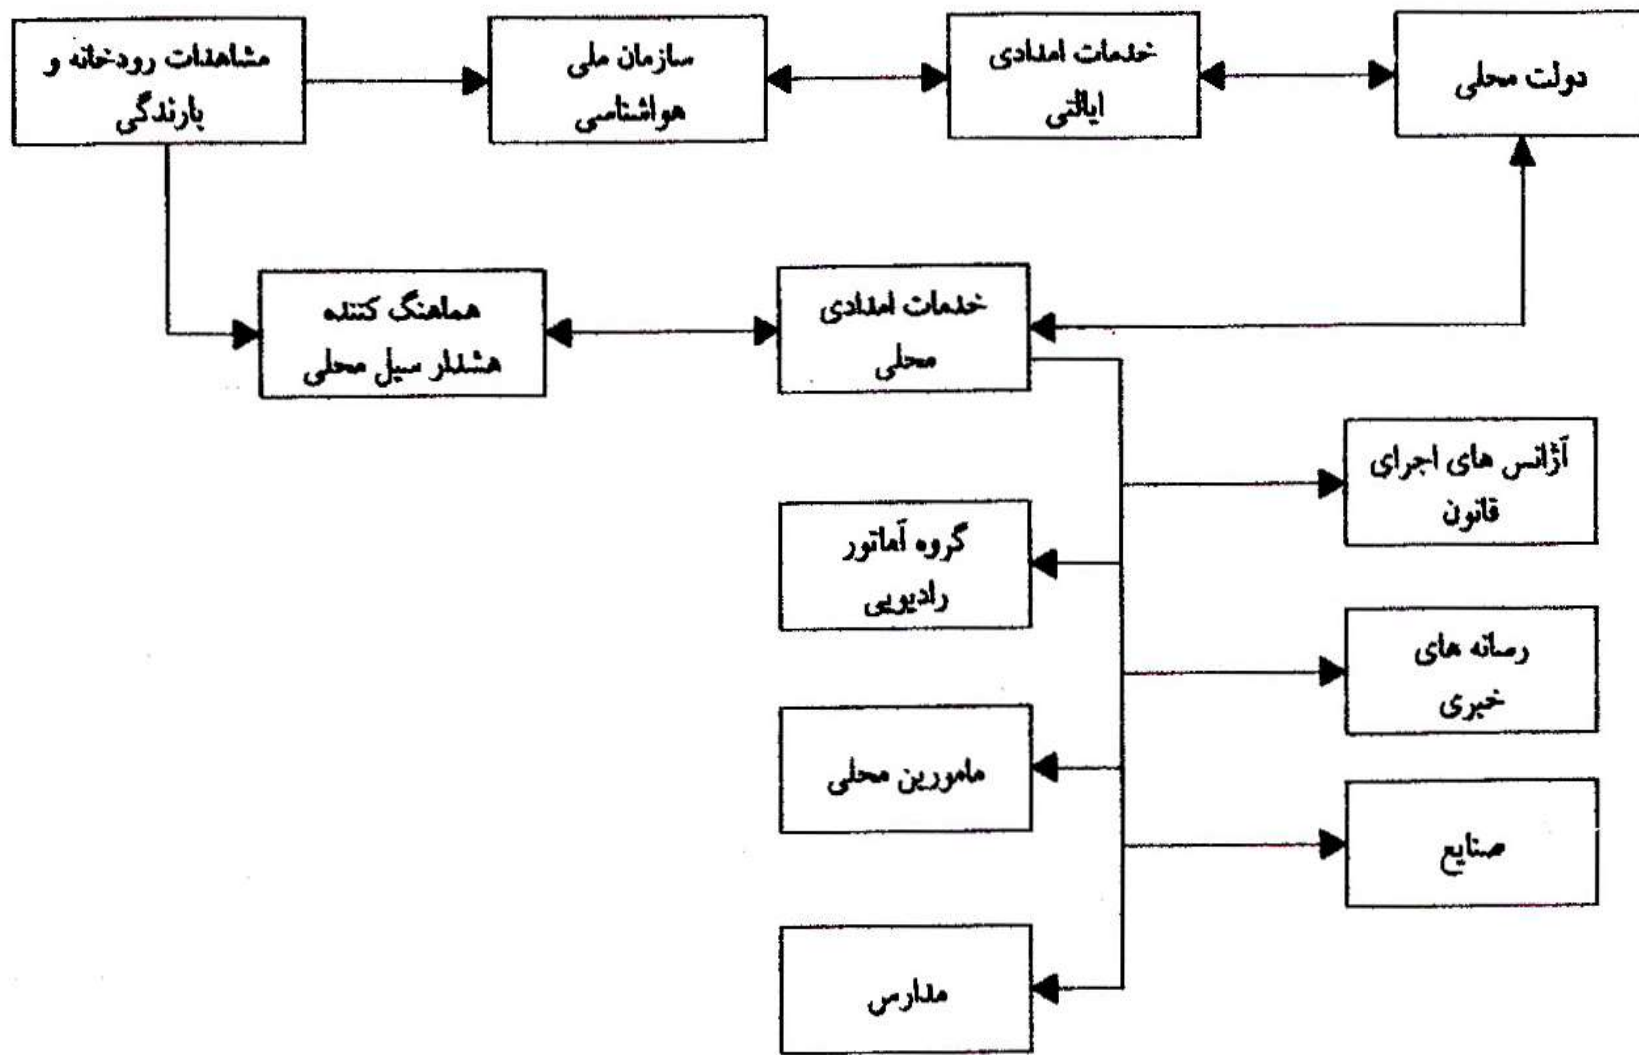 مشاهدات رودخانه و
بارندگی
سازمان ملی
هواشناسی
خدمات امدادی
ایالتی
دولت محلی
هماهنگ کننده
هشدار سیل محلی
خدمات امدادی
محلی
آژانس های اجرای
قانون
گروه آماتور
رادیویی
رسانه های
خبری
مامورین محلی
صنایع
مدارس